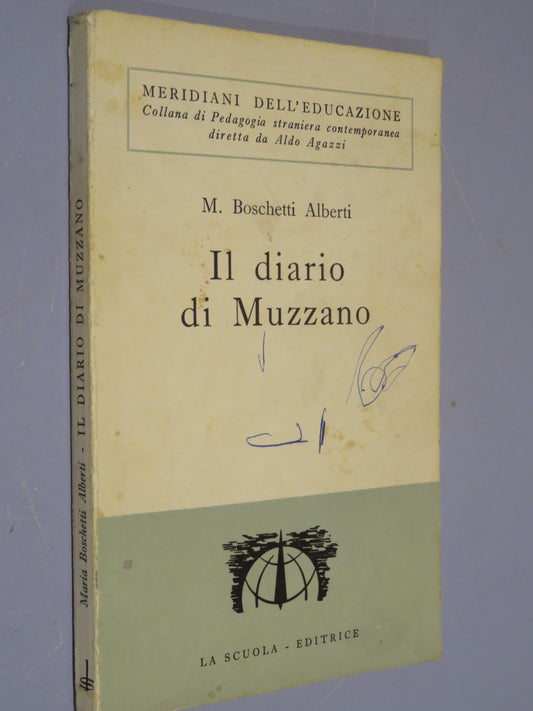 MERIDIANI DELL'EDUCAZIONE
Collana di Pedagogia straniera contemporanea
diretta da Aldo Agazzi
M. Boschetti Alberti
Il diario
di Muzzano
LA SCUOLA - EDITRICE
Maria Boschetti Alberti - IL DIARIO DI MUZZANO